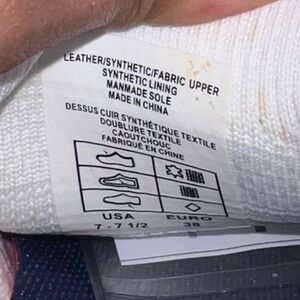 LEATHER/SYNTHETIC/FABRIC UPPER
SYNTHETIC LINING
MANMADE SOLE
MADE IN CHINA
DESSUS CUIR SYNTHÉTIQUE TEXTILE
DOUBLURE TEXTILE
CAOUTCHOUC
FABRIQUÉ EN CHINE
USA EURO
7 - 7 1/2 38